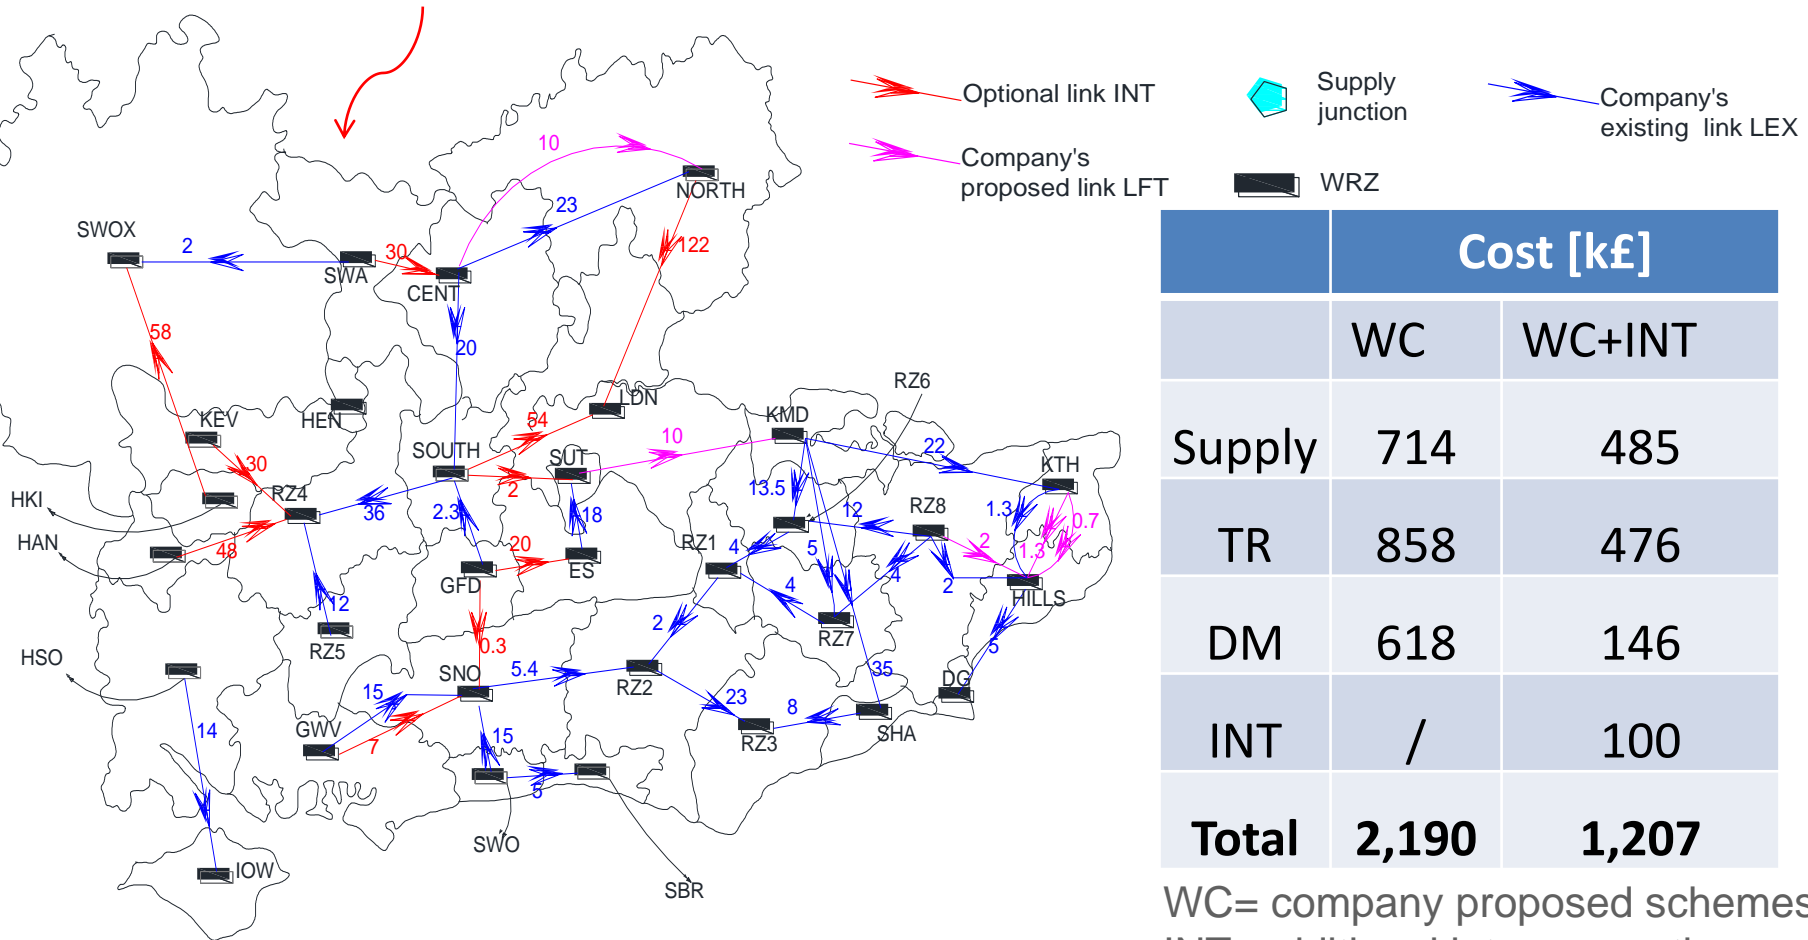 Optional link INT
Company's
proposed link LFT
Supply
junction
WRZ
Company's
existing link LEX
10
NORTH
23
122
SWOX
2
SWA
30
CENT
20
58
KEV
HEN
LDN
54
RZ6
KMD
10
22
SOUTH
SUT
KTH
30
2
HKI
RZ4
36
2.3
18
13.5
12
RZ8
1.3
0.7
HAN
48
20
ES
RZ1
4
5
2
1.3
GFD
4
2
HILLS
12
4
RZ7
RZ5
0.3
2
5
HSO
SNO
5.4
RZ2
35
DG
15
23
8
14
GWV
7
15
RZ3
SHA
5
SWO
IOW
SBR
Cost [k£]
WC WC+INT
Supply 714 485
TR 858 476
DM 618 146
INT / 100
Total 2,190 1,207
WC= company proposed schemes